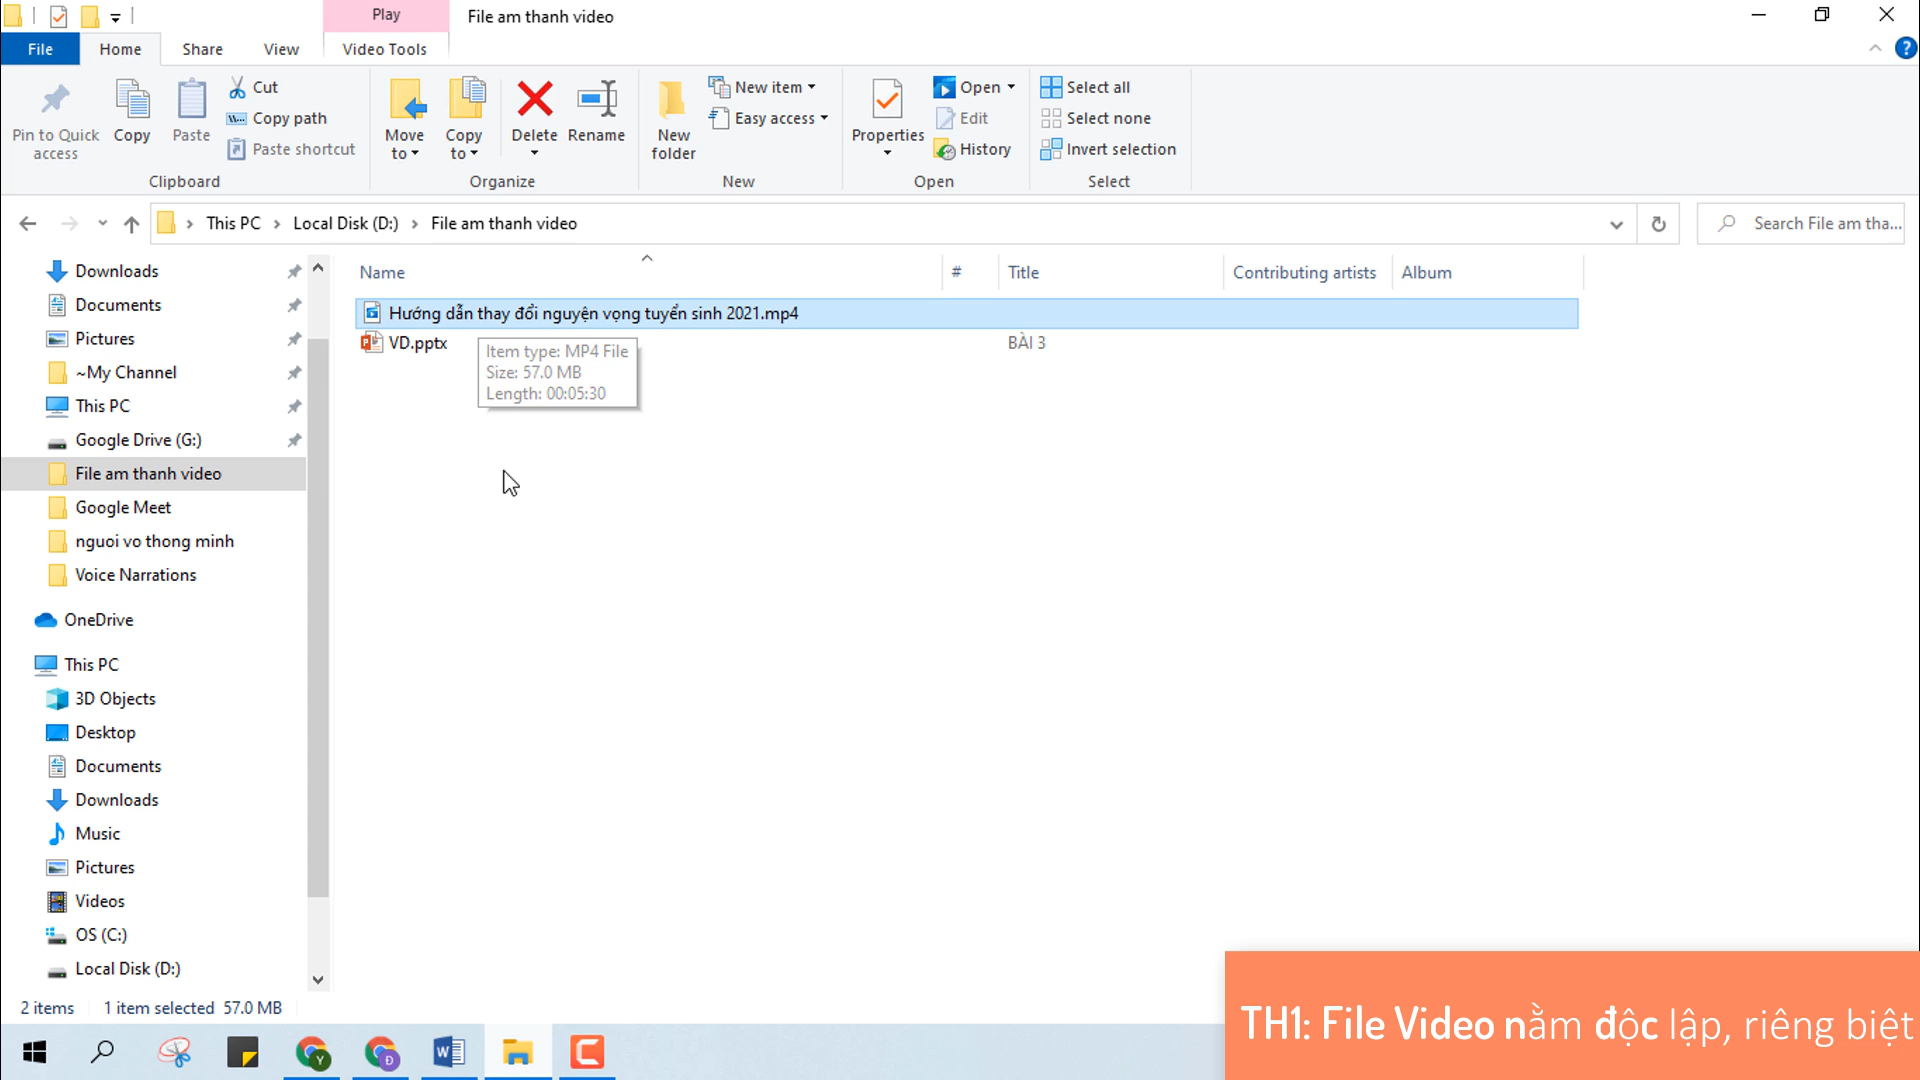 Play
File am thanh video
File
Home
Share
View
Video Tools
Pin to Quick access
Copy
Paste
Cut
Copy path
Paste shortcut
Clipboard
Move to
Copy to
Delete
Rename
Organize
New folder
New item
Easy access
New
Properties
Open
Edit
History
Open
Select all
Select none
Invert selection
Select
This PC
Local Disk (D:)
File am thanh video
Search File am tha...
Downloads
Documents
Pictures
~My Channel
This PC
Google Drive (G:)
File am thanh video
Google Meet
nguoi vo thong minh
Voice Narrations
OneDrive
This PC
3D Objects
Desktop
Documents
Downloads
Music
Pictures
Videos
OS (C:)
Local Disk (D:)
Name
#
Title
Contributing artists
Album
Hướng dẫn thay đổi nguyện vọng tuyển sinh 2021.mp4
VD.pptx
BÀI 3
Item type: MP4 File
Size: 57.0 MB
Length: 00:05:30
2 items
1 item selected 57.0 MB
TH1: File Video nằm độc lập, riêng biệt